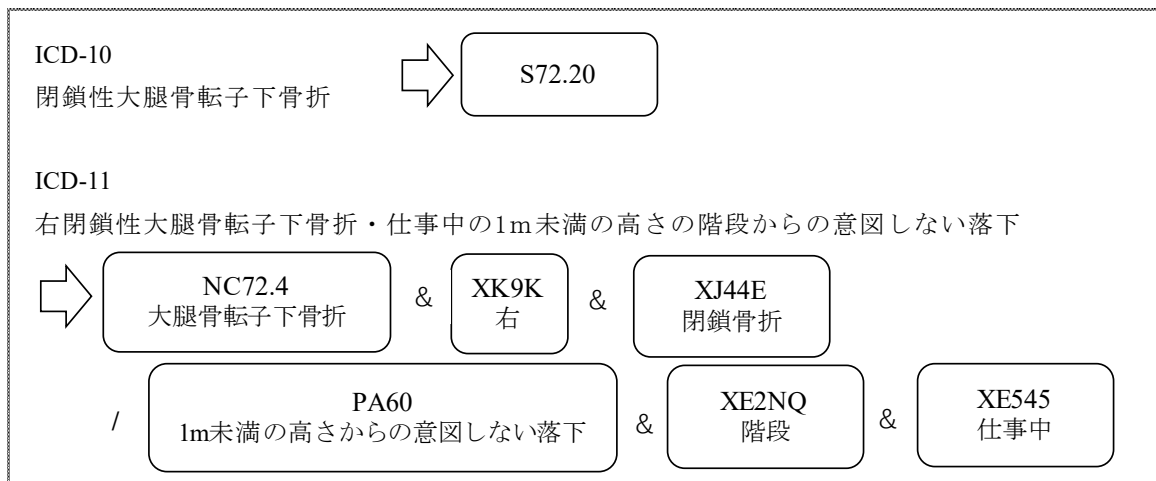 ICD-10
閉鎖性大腿骨転子下骨折
S72.20
ICD-11
右閉鎖性大腿骨転子下骨折・仕事中の1m未満の高さの階段からの意図しない落下
NC72.4
大腿骨転子下骨折
&
XK9K
右
&
XJ44E
閉鎖骨折
/
PA60
1m未満の高さからの意図しない落下
&
XE2NQ
階段
&
XE545
仕事中